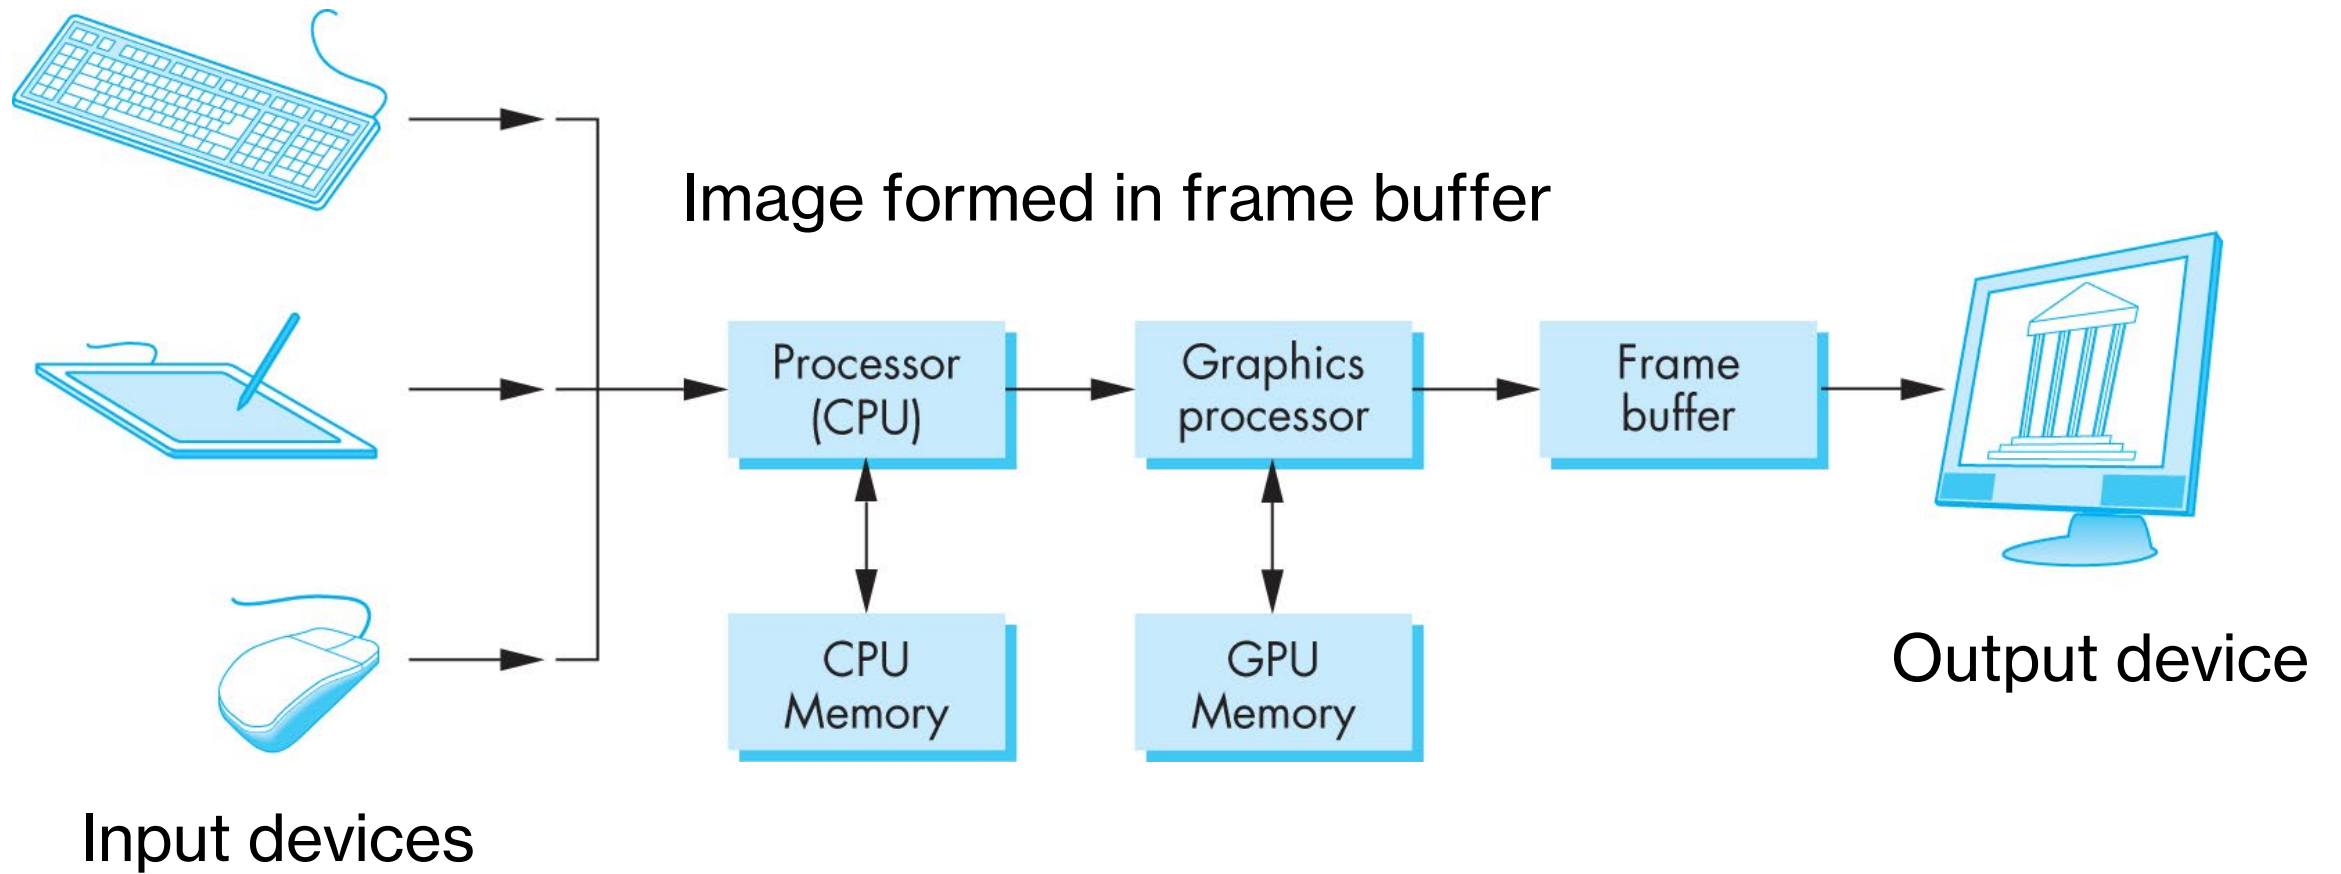 Image formed in frame buffer
Processor
(CPU)
Graphics
processor
Frame
buffer
CPU
Memory
GPU
Memory
Output device
Input devices